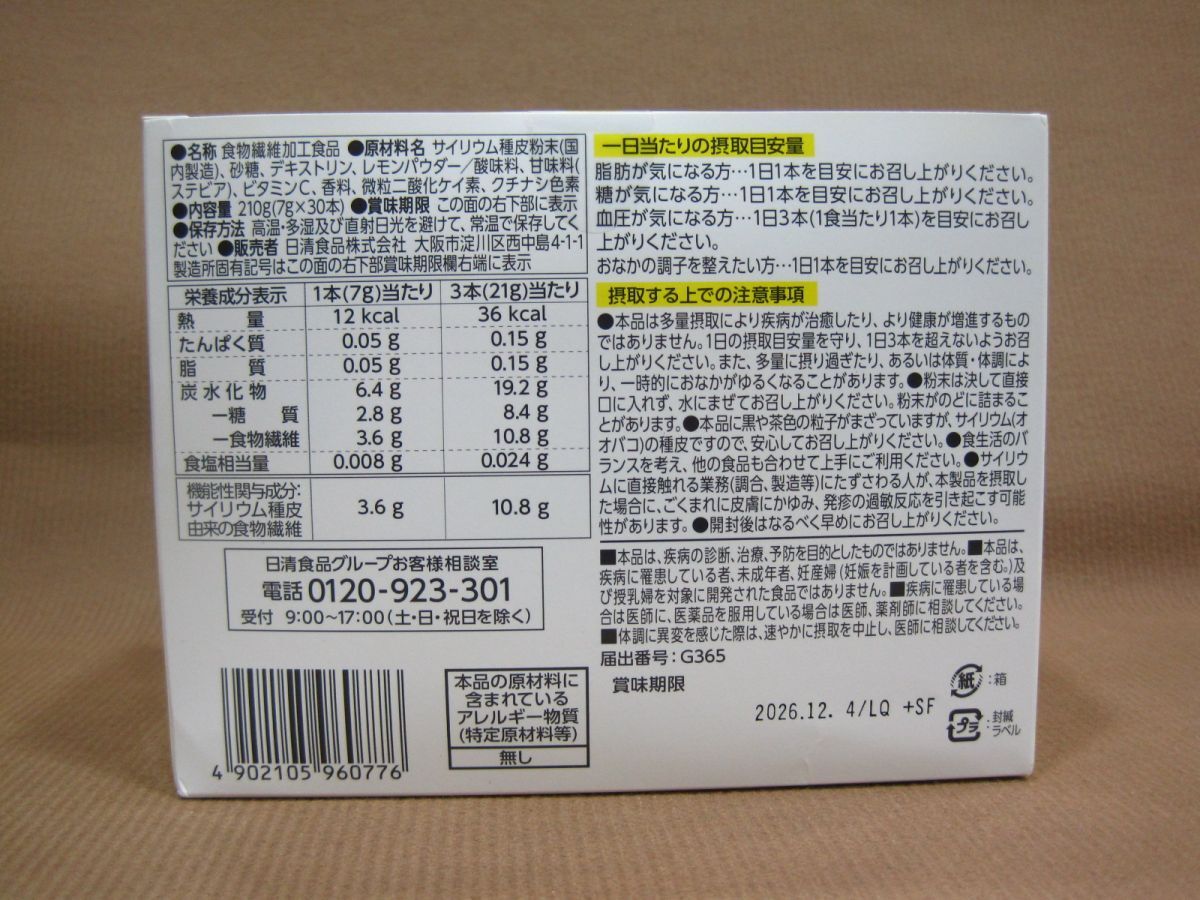 ●名称 食物繊維加工食品 ●原材料名 サイリウム種皮粉末(国
内製造)、砂糖、デキストリン、レモンパウダー/酸味料、甘味料(
ステビア)、ビタミンC、香料、微粒二酸化ケイ素、クチナシ色素
●内容量 210g(7g×30本) ●賞味期限 この面の右下部に表示
●保存方法 高温・多湿及び直射日光を避けて、常温で保存してく
ださい ●販売者 日清食品株式会社 大阪市淀川区西中島4-1-1
製造所固有記号はこの面の右下部賞味期限欄右端に表示
栄養成分表示 1本(7g)当たり 3本(21g)当たり
熱量 12 kcal 36 kcal
たんぱく質 0.05 g 0.15 g
脂質 0.05 g 0.15 g
炭水化物 6.4 g 19.2 g
ー糖質 2.8 g 8.4 g
ー食物繊維 3.6 g 10.8 g
食塩相当量 0.008 g 0.024 g
機能性関与成分:
サイリウム種皮 3.6 g 10.8 g
由来の食物繊維
日清食品グループお客様相談室
電話 0120-923-301
受付 9:00~17:00(土・日・祝日を除く)
4 902105 960776
本品の原材料に
含まれている
アレルギー物質
(特定原材料等)
無し
一日当たりの摂取目安量
脂肪が気になる方…1日1本を目安にお召し上がりください。
糖が気になる方…1日1本を目安にお召し上がりください。
血圧が気になる方…1日3本(1食当たり1本)を目安にお召し
上がりください。
おなかの調子を整えたい方…1日1本を目安にお召し上がりください。
摂取する上での注意事項
●本品は多量摂取により疾病が治癒したり、より健康が増進するもの
ではありません。1日の摂取目安量を守り、1日3本を超えないようお召
し上がりください。また、多量に摂り過ぎたり、あるいは体質・体調によ
り、一時的におなかがゆるくなることがあります。●粉末は決して直接
口に入れず、水にまぜてお召し上がりください。粉末がのどに詰まるこ
とがあります。●本品に黒や茶色の粒子がまざっていますが、サイリウム(オ
オバコ)の種皮ですので、安心してお召し上がりください。●食生活のバ
ランスを考え、他の食品も合わせて上手にご利用ください。●サイリウ
ムに直接触れる業務(調合、製造等)にたずさわる人が、本製品を摂取し
た場合に、ごくまれに皮膚にかゆみ、発疹の過敏反応を引き起こす可能
性があります。●開封後はなるべく早めにお召し上がりください。
■本品は、疾病の診断、治療、予防を目的としたものではありません。■本品は、
疾病に罹患している者、未成年者、妊産婦(妊娠を計画している者を含む。)及
び授乳婦を対象に開発された食品ではありません。■疾病に罹患している場
合は医師に、医薬品を服用している場合は医師、薬剤師に相談してください。
■体調に異変を感じた際は、速やかに摂取を中止し、医師に相談してください。
届出番号:G365
賞味期限
2026.12. 4/LQ +SF
紙 :箱
プラ :封緘
ラベル